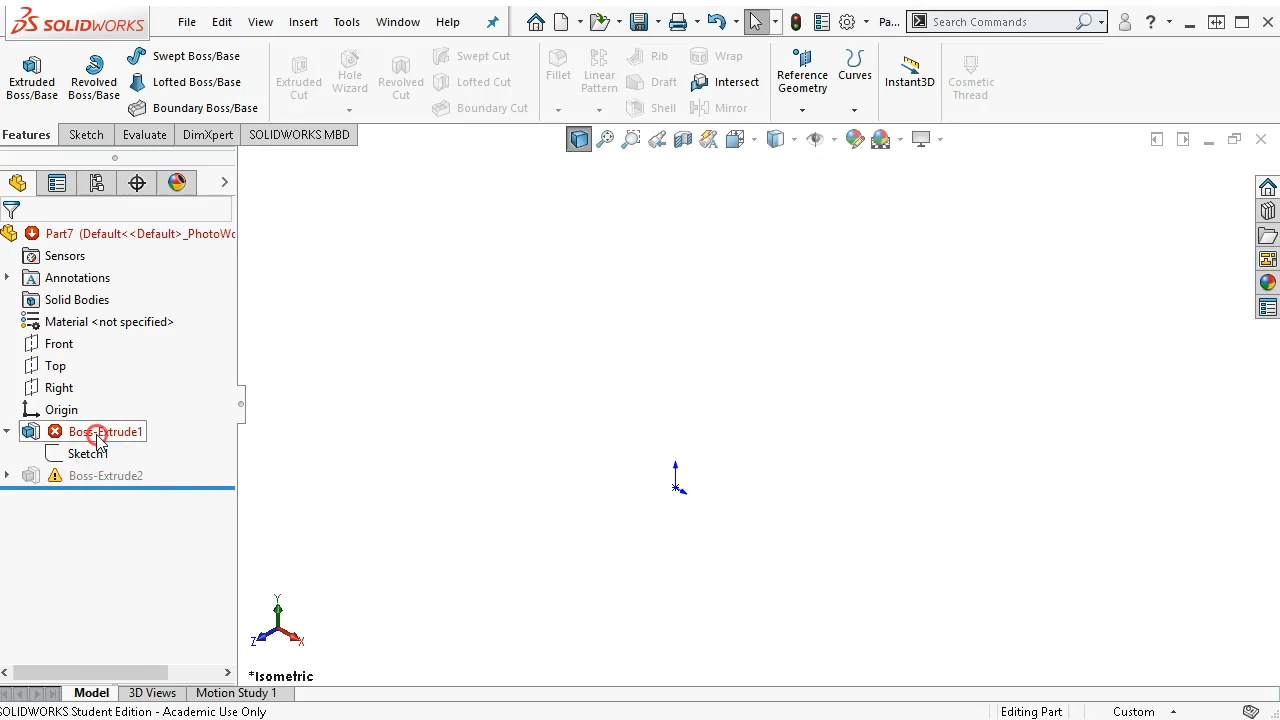 SOLIDWORKS
File Edit View Insert Tools Window Help
Pa...
Search Commands
?
Extruded Boss/Base
Revolved Boss/Base
Swept Boss/Base
Lofted Boss/Base
Boundary Boss/Base
Extruded Cut
Hole Wizard
Revolved Cut
Swept Cut
Lofted Cut
Boundary Cut
Fillet
Linear Pattern
Rib
Draft
Shell
Wrap
Intersect
Mirror
Reference Geometry
Curves
Instant3D
Cosmetic Thread
Features Sketch Evaluate DimXpert SOLIDWORKS MBD
Part7 (Default<<Default>_PhotoWo
Sensors
Annotations
Solid Bodies
Material <not specified>
Front
Top
Right
Origin
Boss-Extrude1
Sketch1
Boss-Extrude2
Y
Z
X
*Isometric
Model 3D Views Motion Study 1
SOLIDWORKS Student Edition - Academic Use Only
Editing Part
Custom